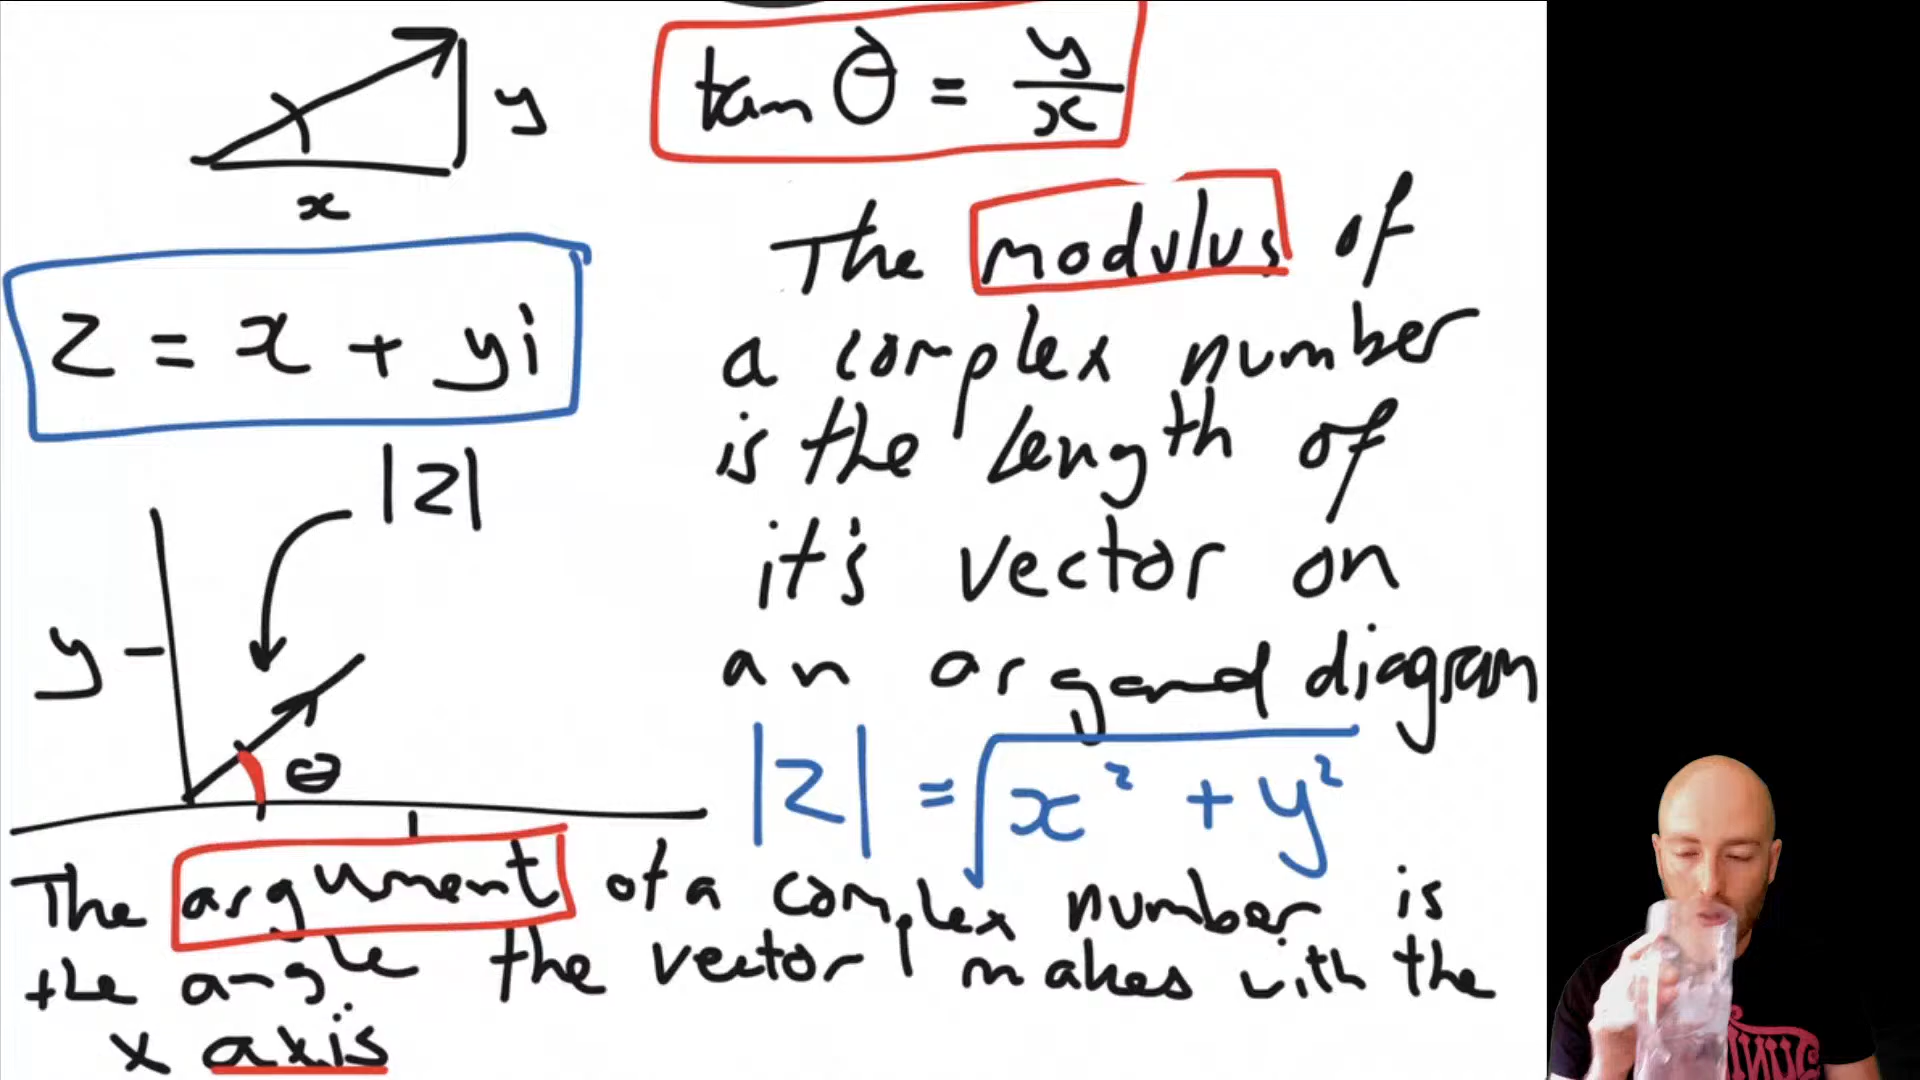 y
tan θ = y/x
x
z = x + yi
The modulus of
a complex number
is the length of
it's vector on
an argand diagram
|z|
y
θ
|z| = √x² + y²
The argument of a complex number is
the angle the vector makes with the
x axis